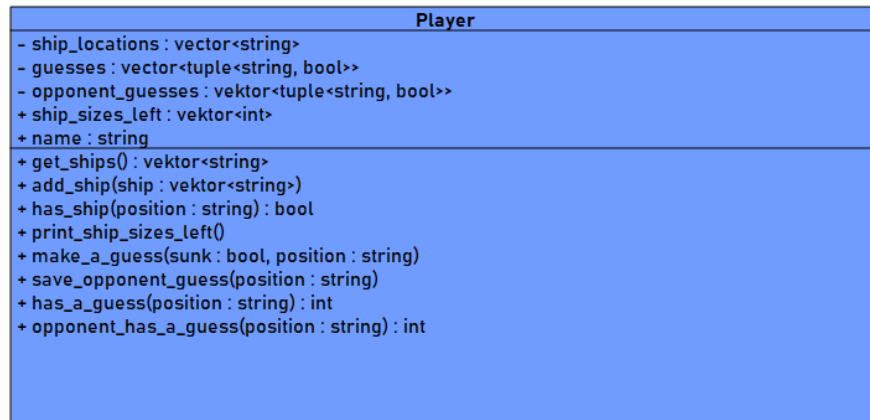 Player
- ship_locations : vector<string>
- guesses : vector<tuple<string, bool>>
- opponent_guesses : vektor<tuple<string, bool>>
+ ship_sizes_left : vektor<int>
+ name : string
+ get_ships() : vektor<string>
+ add_ship(ship : vektor<string>)
+ has_ship(position : string) : bool
+ print_ship_sizes_left()
+ make_a_guess(sunk : bool, position : string)
+ save_opponent_guess(position : string)
+ has_a_guess(position : string) : int
+ opponent_has_a_guess(position : string) : int